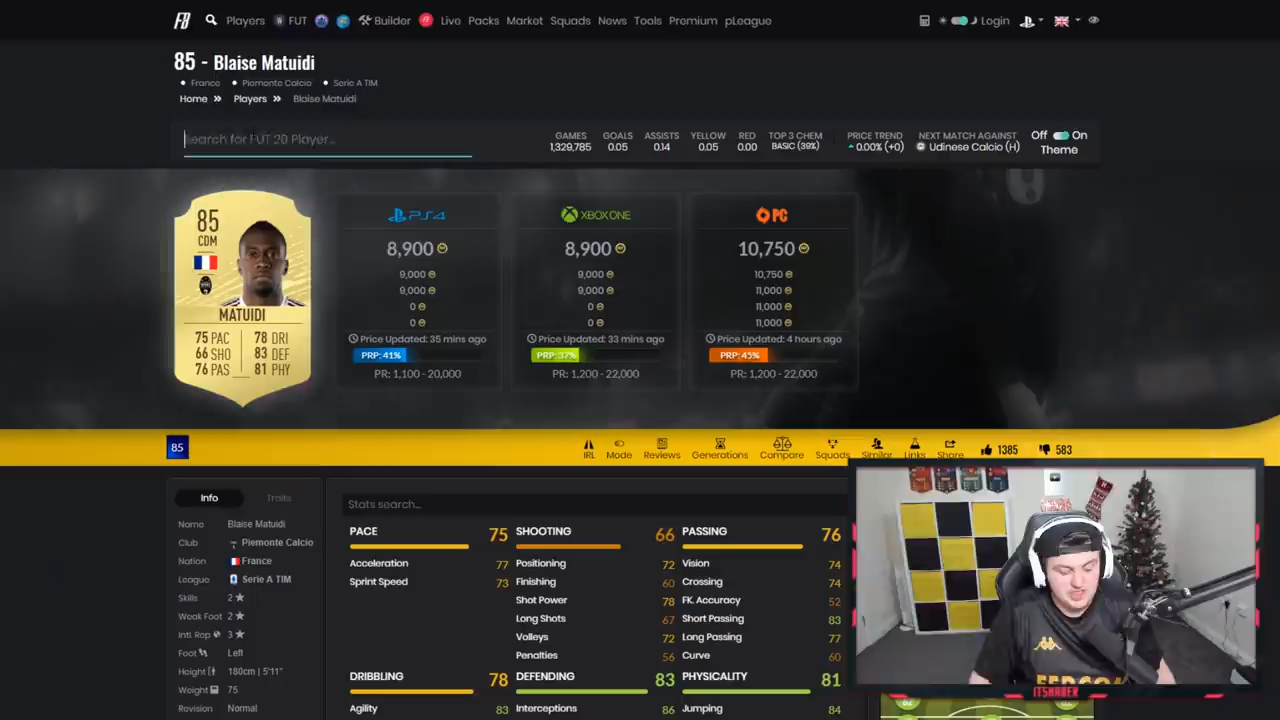 FB Players FUT Builder Live Packs Market Squads News Tools Premium pLeague Login
85 - Blaise Matuidi
France Piemonte Calcio Serie A TIM
Home » Players » Blaise Matuidi
Search for FUT 20 Player...
GAMES GOALS ASSISTS YELLOW RED TOP 3 CHEM PRICE TREND NEXT MATCH AGAINST Off On
1,329,785 0.05 0.14 0.05 0.00 BASIC (39%) 0.00% (+0) Udinese Calcio (H) Theme
85
CDM
MATUIDI
75 PAC 78 DRI
66 SHO 83 DEF
76 PAS 81 PHY
PS4
8,900
9,000
9,000
0
0
Price Updated: 35 mins ago
PRP: 41%
PR: 1,100 - 20,000
XBOX ONE
8,900
9,000
9,000
0
0
Price Updated: 33 mins ago
PRP: 37%
PR: 1,200 - 22,000
PC
10,750
10,750
11,000
11,000
11,000
Price Updated: 4 hours ago
PRP: 45%
PR: 1,200 - 22,000
85 IRL Mode Reviews Generations Compare Squads Similar Links Share 1385 583
Info Traits
Name Blaise Matuidi
Club Piemonte Calcio
Nation France
League Serie A TIM
Skills 2
Weak Foot 2
Intl. Rep 3
Foot Left
Height 180cm | 5'11"
Weight 75
Revision Normal
Stats search...
PACE 75
Acceleration 77
Sprint Speed 73
SHOOTING 66
Positioning 72
Finishing 60
Shot Power 78
Long Shots 67
Volleys 72
Penalties 56
PASSING 76
Vision 74
Crossing 74
FK. Accuracy 52
Short Passing 83
Long Passing 77
Curve 60
DRIBBLING 78
Agility 83
DEFENDING 83
Interceptions 86
PHYSICALITY 81
Jumping 84
ITSHABER